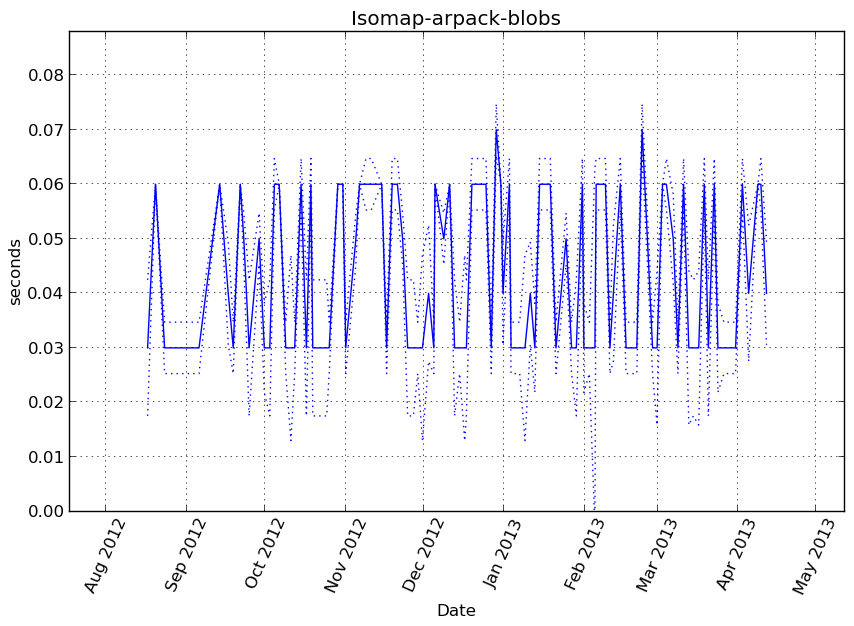 Isomap-arpack-blobs
0.08
0.07
0.06
0.05
0.04
0.03
0.02
0.01
0.00
seconds
Aug 2012
Sep 2012
Oct 2012
Nov 2012
Dec 2012
Jan 2013
Feb 2013
Mar 2013
Apr 2013
May 2013
Date